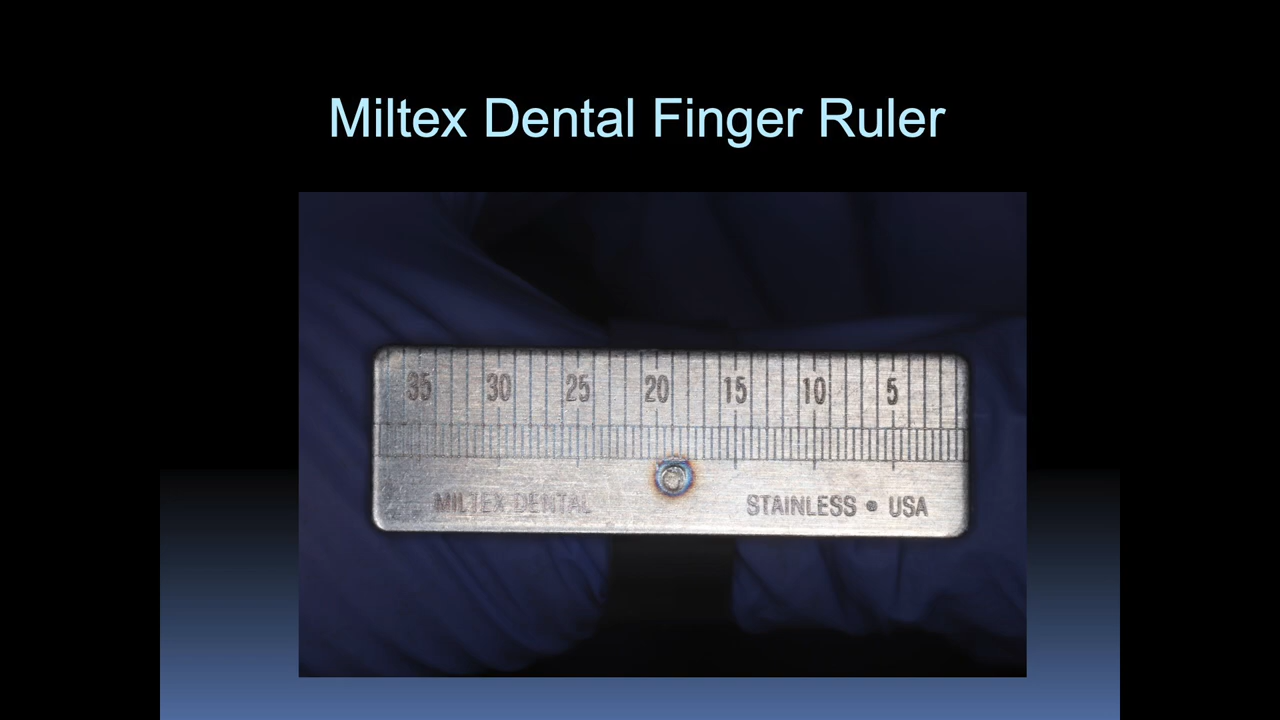 Miltex Dental Finger Ruler
35 30 25 20 15 10 5
MILTEX DENTAL STAINLESS • USA